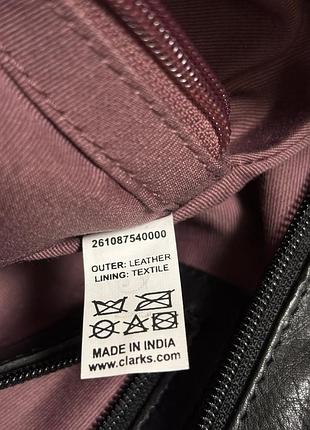 261087540000
OUTER: LEATHER
LINING: TEXTILE
MADE IN INDIA
www.clarks.com